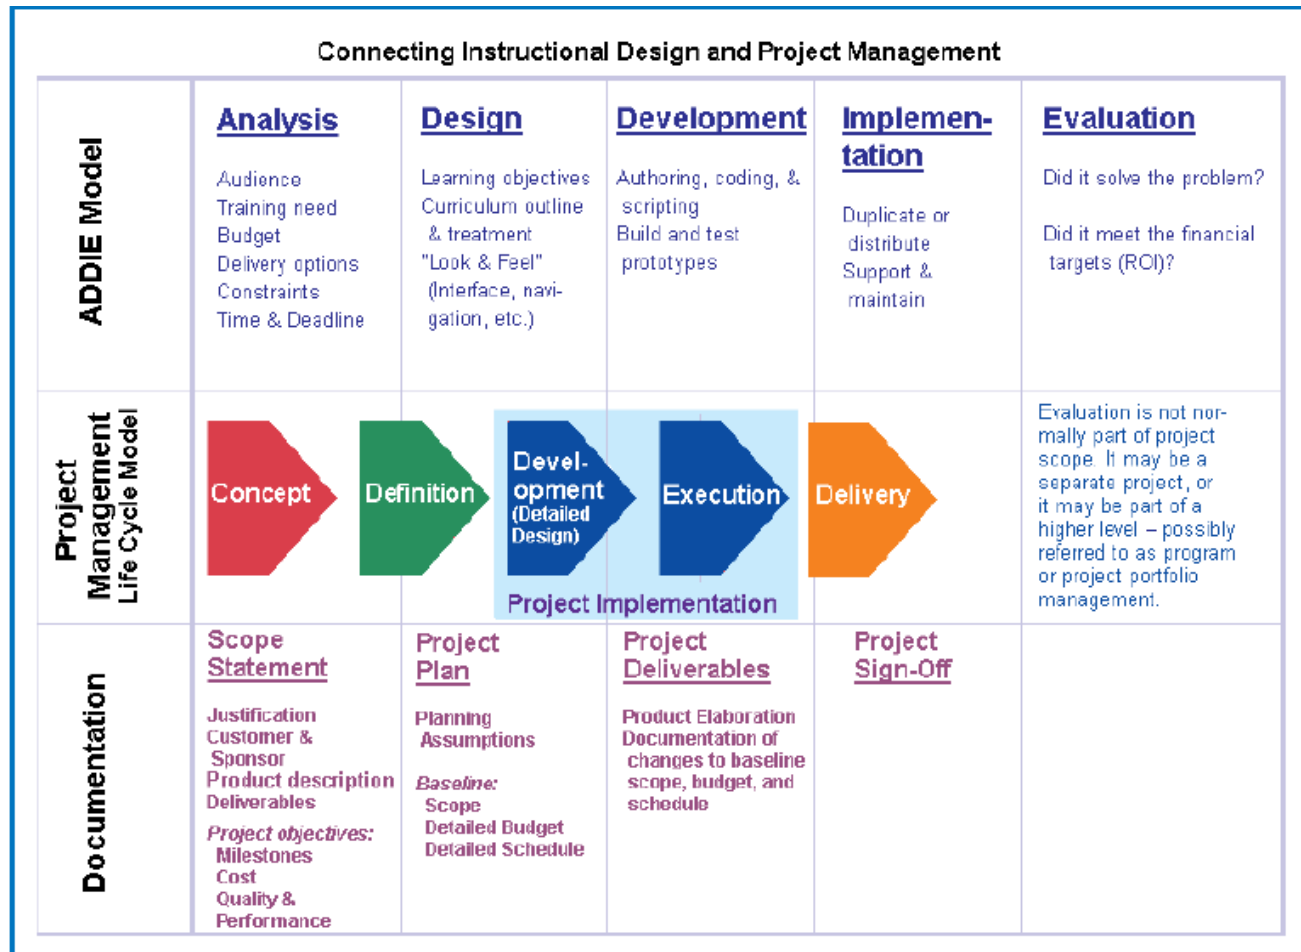 Connecting Instructional Design and Project Management
ADDIE Model
Analysis
Audience
Training need
Budget
Delivery options
Constraints
Time & Deadline
Design
Learning objectives
Curriculum outline
& treatment
"Look & Feel"
(Interface, navi-
gation, etc.)
Development
Authoring, coding, &
scripting
Build and test
prototypes
Implemen-
tation
Duplicate or
distribute
Support &
maintain
Evaluation
Did it solve the problem?
Did it meet the financial
targets (ROI)?
Project
Management
Life Cycle Model
Concept
Definition
Devel-
opment
(Detailed
Design)
Execution
Delivery
Project Implementation
Evaluation is not nor-
mally part of project
scope. It may be a
separate project, or
it may be part of a
higher level – possibly
referred to as program
or project portfolio
management.
Documentation
Scope
Statement
Justification
Customer &
Sponsor
Product description
Deliverables
Project objectives:
Milestones
Cost
Quality &
Performance
Project
Plan
Planning
Assumptions
Baseline:
Scope
Detailed Budget
Detailed Schedule
Project
Deliverables
Product Elaboration
Documentation of
changes to baseline
scope, budget, and
schedule
Project
Sign-Off